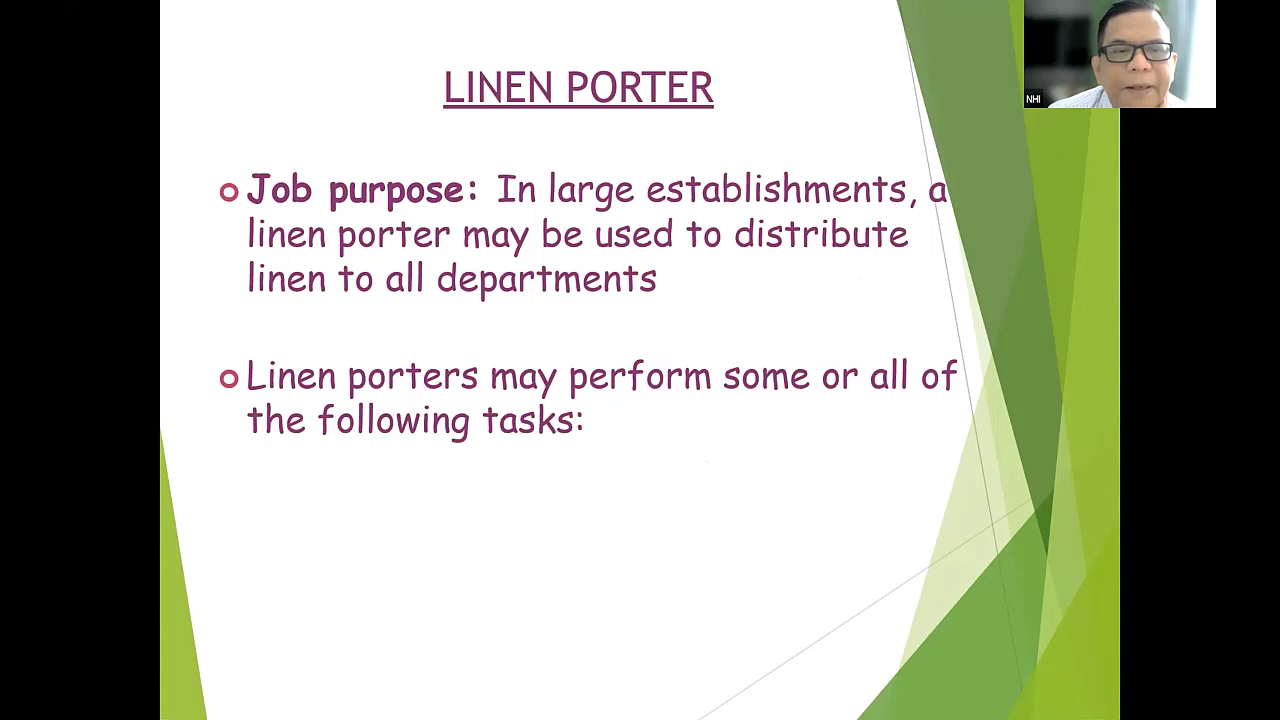 LINEN PORTER
NHI
Job purpose: In large establishments, a
linen porter may be used to distribute
linen to all departments
Linen porters may perform some or all of
the following tasks: